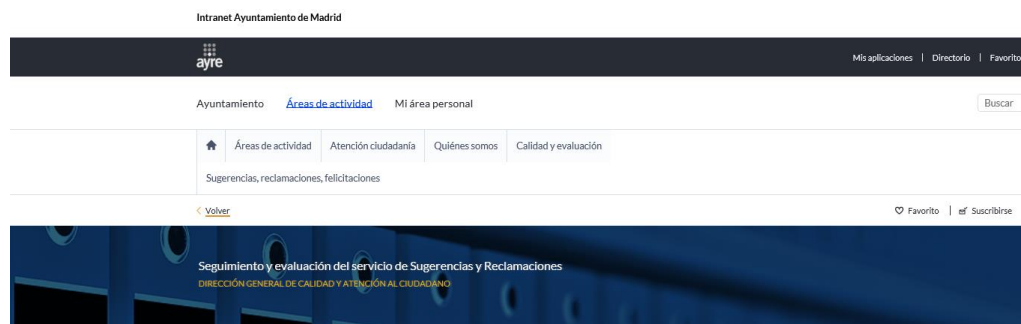 Intranet Ayuntamiento de Madrid
ayre
Mis aplicaciones | Directorio | Favorito
Ayuntamiento Áreas de actividad Mi área personal Buscar
Áreas de actividad Atención ciudadanía Quiénes somos Calidad y evaluación
Sugerencias, reclamaciones, felicitaciones
< Volver Favorito | Suscribirse
Seguimiento y evaluación del servicio de Sugerencias y Reclamaciones
DIRECCIÓN GENERAL DE CALIDAD Y ATENCIÓN AL CIUDADANO